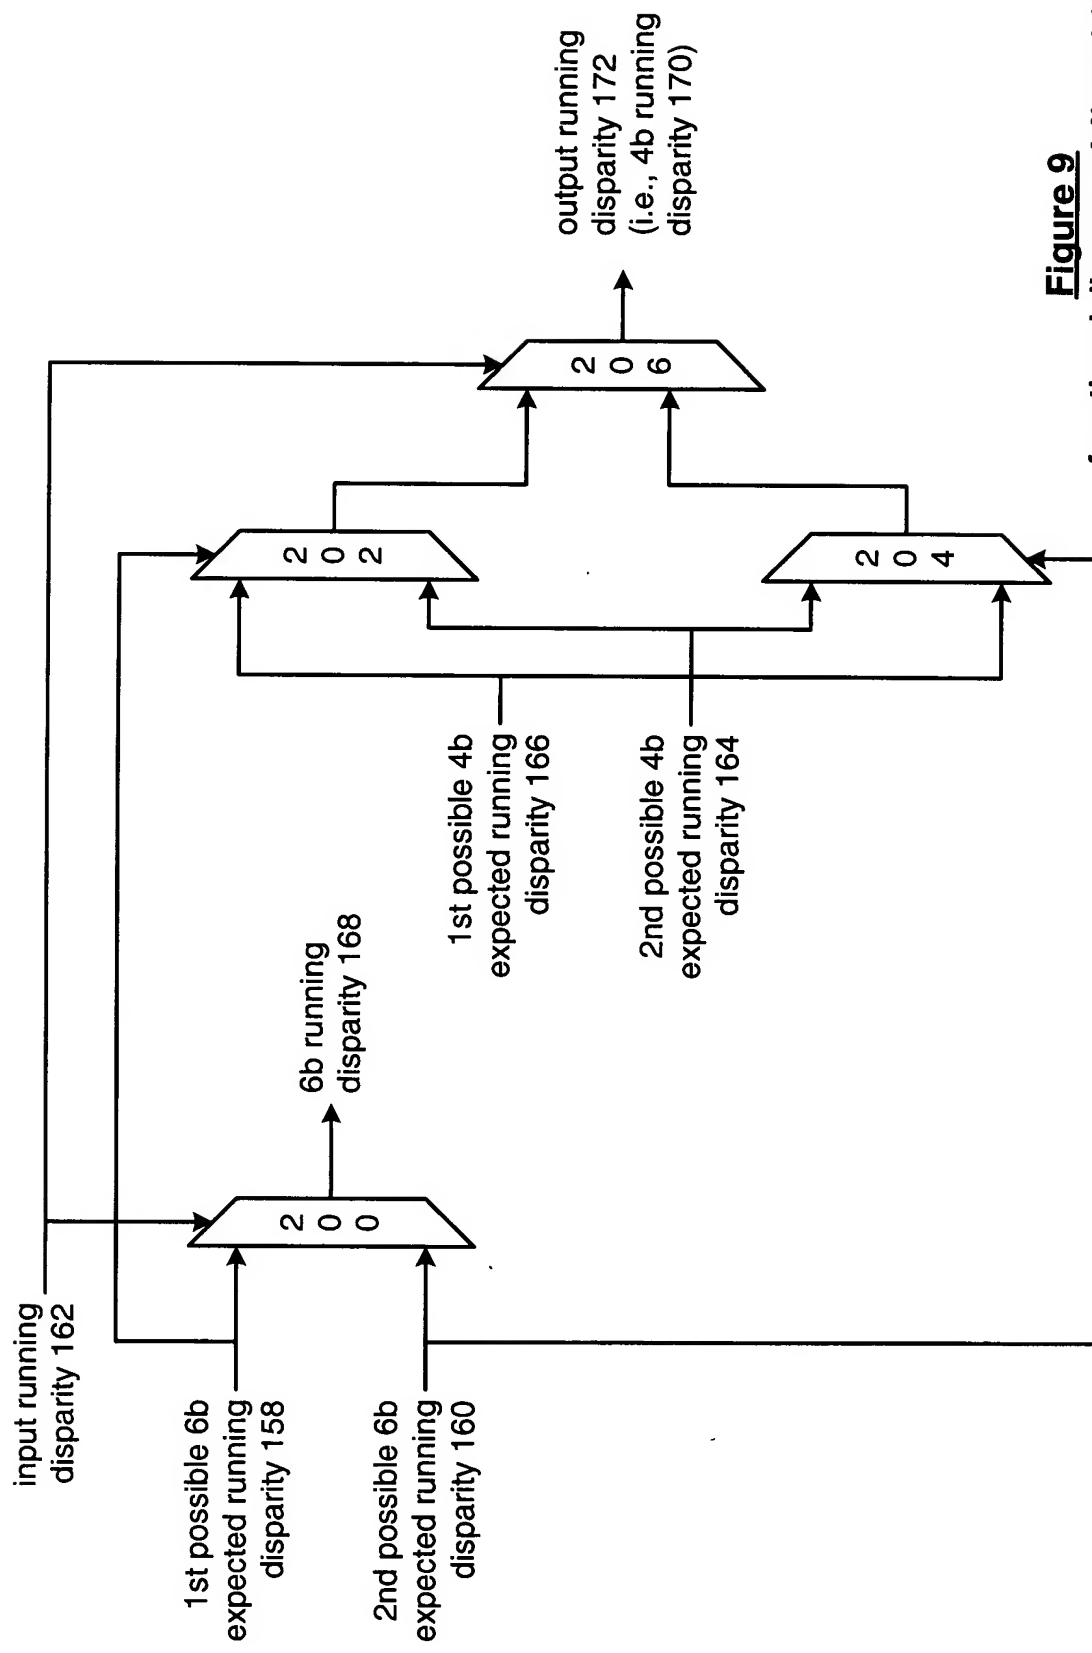 input running
disparity 162
1st possible 6b
expected running
disparity 158
2nd possible 6b
expected running
disparity 160
2 0 0
6b running
disparity 168
1st possible 4b
expected running
disparity 166
2nd possible 4b
expected running
disparity 164
2 0 2
2 0 4
2 0 6
output running
disparity 172
(i.e., 4b running
disparity 170)
Figure 9